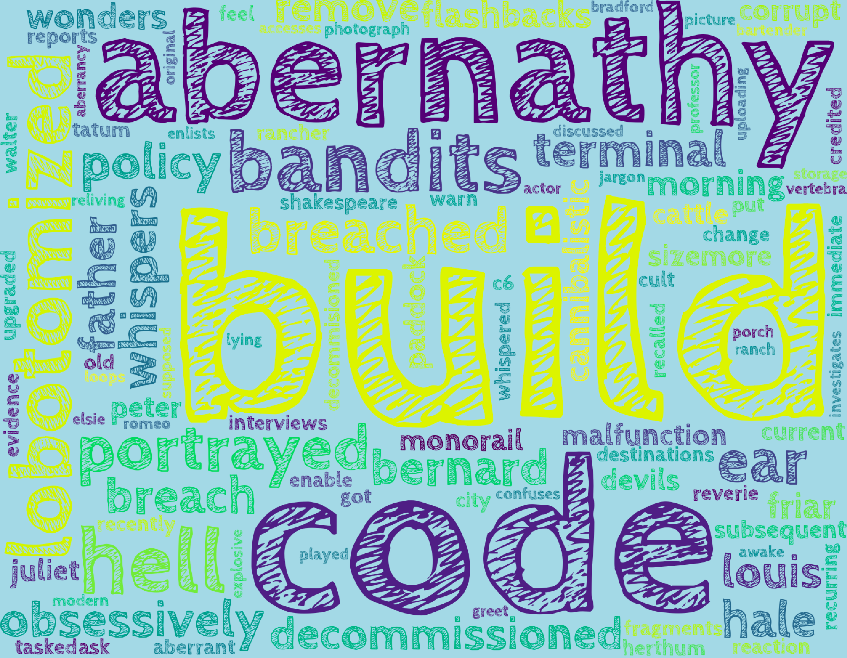 wonders
feel
remove
flashbacks
bradford
picture
corrupt
reports
abernathy
photograph
bartender
aberrancy
original
professor
uploading
credited
walter
tatum
enlists
rancher
discussed
lobotomized
policy
bandits
terminal
jargon
morning
storage
vertebra
actor
reliving
shakespeare
warn
breached
cannibalistic
cattle
put
change
father
whispers
build
sizemore
cult
immediate
upgraded
decommissioned
padlock
c6
whispered
recalled
lying
porch
ranch
investigates
old
loops
evidence
elsie
peter
romeo
interviews
monorail
malfunction
current
portrayed
bernard
destinations
ear
devils
breach
enable
got
city
confuses
reverie
friar
recently
code
subsequent
hell
explosive
played
awake
juliet
louis
recurring
modern
greet
obsessively
decommissioned
fragments
hale
taskedask
aberrant
herthum
reaction